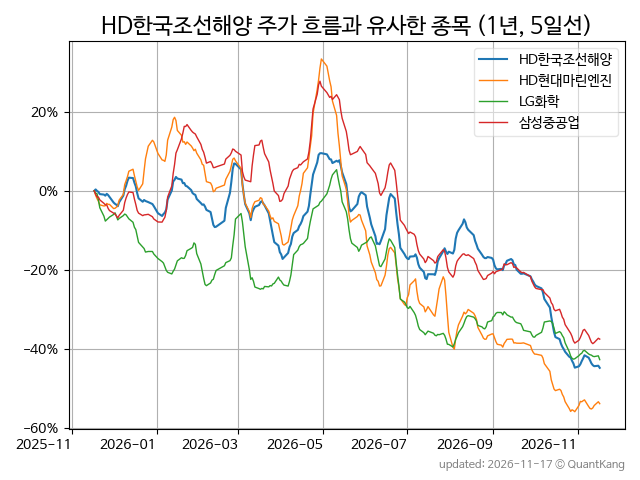 HD한국조선해양 주가 흐름과 유사한 종목 (1년, 5일선)
HD한국조선해양
HD현대마린엔진
LG화학
삼성중공업
20%
0%
−20%
−40%
−60%
2025-11 2026-01 2026-03 2026-05 2026-07 2026-09 2026-11
updated: 2026-11-17 © QuantKang